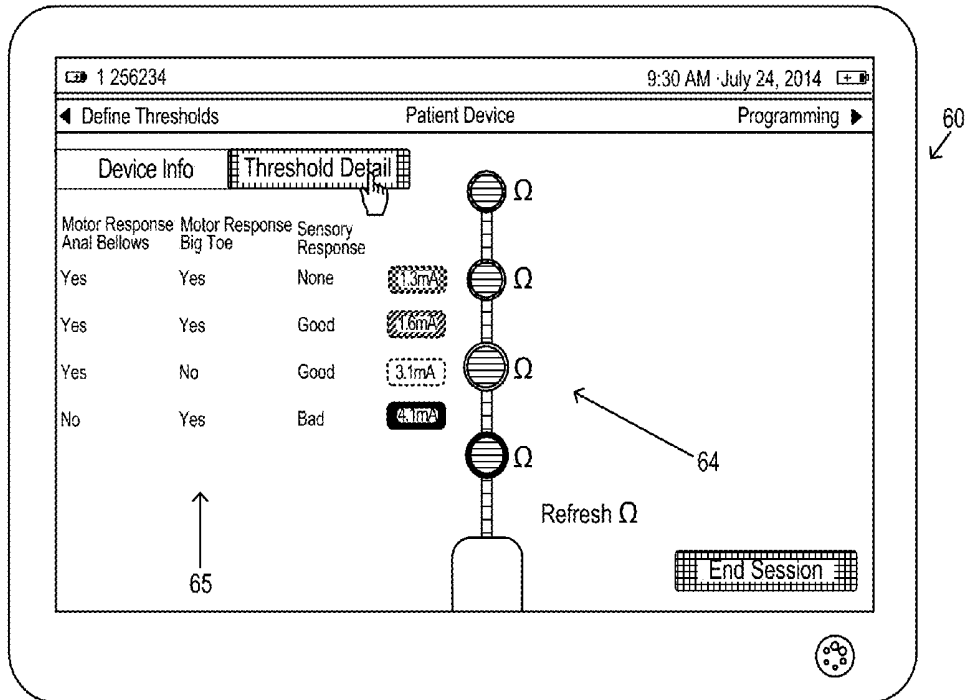 1 256234 9:30 AM ·July 24, 2014
Define Thresholds Patient Device Programming
60
Device Info Threshold Detail
Ω
Motor Response Motor Response Sensory
Anal Bellows Big Toe Response
Yes Yes None 1.3mA Ω
Yes Yes Good 1.6mA
Yes No Good 3.1mA Ω
No Yes Bad 4.1mA
Ω
64
Refresh Ω
65
End Session